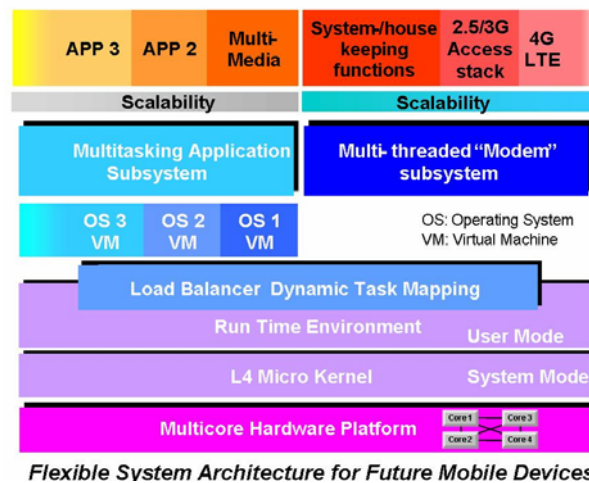 APP 3
APP 2
Multi-
Media
System-/house
keeping
functions
2.5/3G
Access
stack
4G
LTE
Scalability
Scalability
Multitasking Application
Subsystem
Multi- threaded “Modem”
subsystem
OS 3
VM
OS 2
VM
OS 1
VM
OS: Operating System
VM: Virtual Machine
Load Balancer Dynamic Task Mapping
Run Time Environment
User Mode
L4 Micro Kernel
System Mode
Multicore Hardware Platform
Core1
Core3
Core2
Core4
Flexible System Architecture for Future Mobile Devices